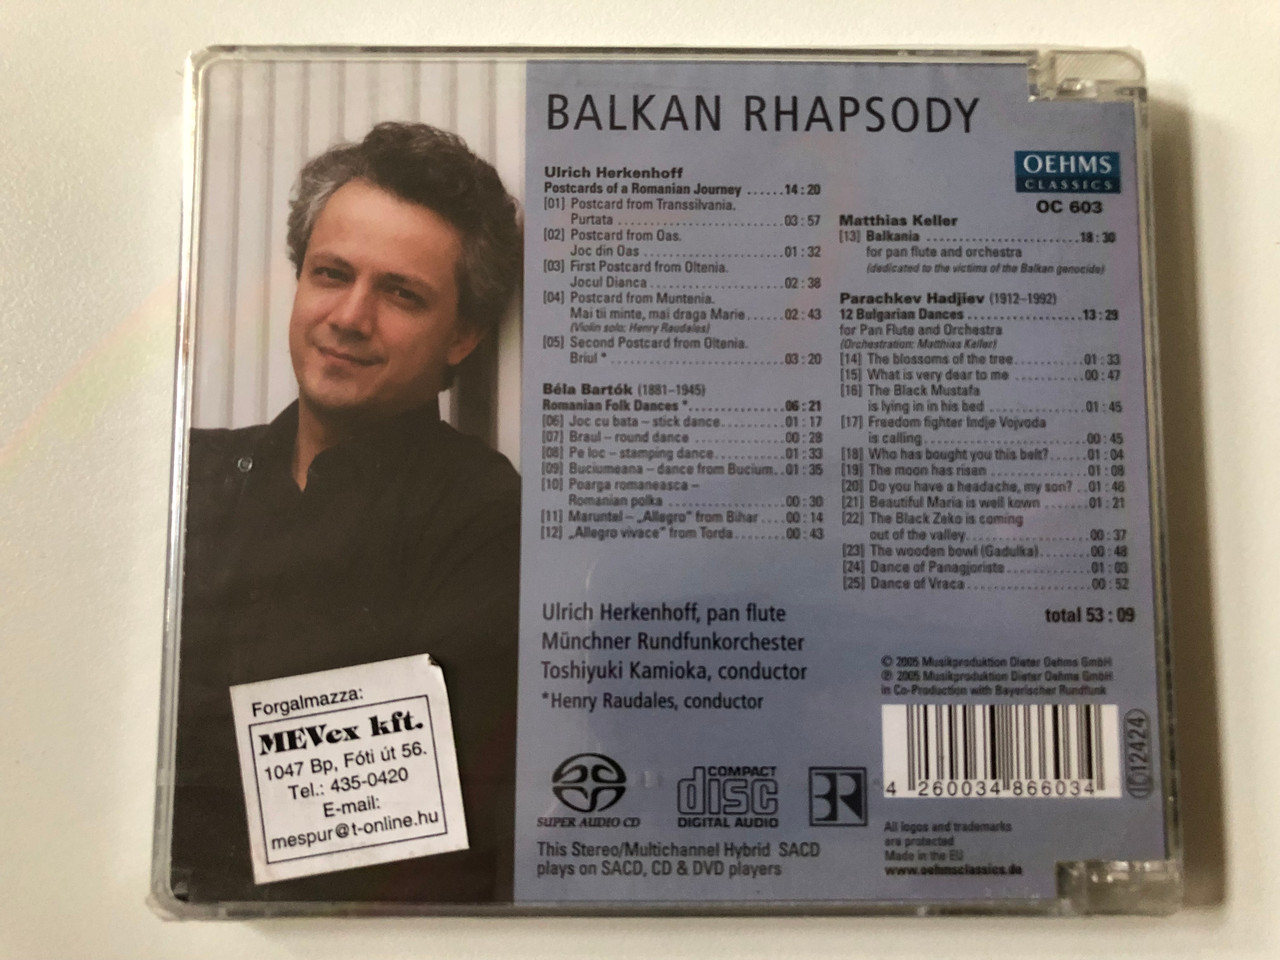 BALKAN RHAPSODY
OEHMS
CLASSICS
OC 603
Ulrich Herkenhoff
Postcards of a Romanian Journey ......14:20
[01] Postcard from Transsilvania.
Purtata ........................03:57
[02] Postcard from Oas.
Joc din Oas ........................01:32
[03] First Postcard from Oltenia.
Jocul Dianca ........................02:38
[04] Postcard from Muntenia.
Mai tii minte, mai draga Marie......02:43
(Violin solo: Henry Raudales)
[05] Second Postcard from Oltenia.
Briul * ........................03:20
Béla Bartók (1881–1945)
Romanian Folk Dances *........................06:21
[06] Joc cu bata – stick dance............01:17
[07] Braul – round dance ............00:28
[08] Pe loc – stamping dance............01:33
[09] Buciumeana – dance from Bucium..01:35
[10] Poarga romaneasca –
Romanian polka ............00:30
[11] Maruntel – „Allegro" from Bihar ....00:14
[12] „Allegro vivace" from Torda..........00:43
Matthias Keller
[13] Balkania ........................18:30
for pan flute and orchestra
(dedicated to the victims of the Balkan genocide)
Parachkev Hadjiev (1912–1992)
12 Bulgarian Dances ........................13:29
for Pan Flute and Orchestra
(Orchestration: Matthias Keller)
[14] The blossoms of the tree............01:33
[15] What is very dear to me ............00:47
[16] The Black Mustafa
is lying in in his bed ............01:45
[17] Freedom fighter Indje Vojvoda
is calling ........................00:45
[18] Who has bought you this belt?......01:04
[19] The moon has risen ............01:09
[20] Do you have a headache, my son? ..01:46
[21] Beautiful Maria is well kown ......01:21
[22] The Black Zeko is coming
out of the valley........................00:37
[23] The wooden bowl (Gadulka)........00:48
[24] Dance of Panagjoriste............01:03
[25] Dance of Vraca ............00:52
total 53:09
Ulrich Herkenhoff, pan flute
Münchner Rundfunkorchester
Toshiyuki Kamioka, conductor
*Henry Raudales, conductor
© 2005 Musikproduktion Dieter Oehms GmbH
℗ 2005 Musikproduktion Dieter Oehms GmbH
in Co-Production with Bayerischer Rundfunk
4 260034 866034
LC 12424
SUPER AUDIO CD
COMPACT
disc
DIGITAL AUDIO
BR
This Stereo/Multichannel Hybrid SACD
plays on SACD, CD & DVD players
All logos and trademarks
are protected
Made in the EU
www.oehmsclassics.de
Forgalmazza:
MEVex kft.
1047 Bp, Fóti út 56.
Tel.: 435-0420
E-mail:
mespur@t-online.hu